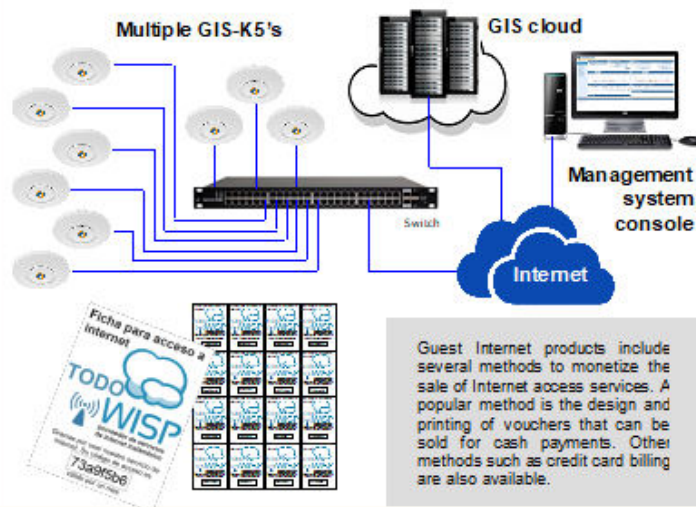 Multiple GIS-K5's
GIS cloud
Management
system
console
Switch
Internet
Ficha para acceso a
internet
TODO
WISP
73a9f5b6
Guest Internet products include
several methods to monetize the
sale of Internet access services. A
popular method is the design and
printing of vouchers that can be
sold for cash payments. Other
methods such as credit card billing
are also available.